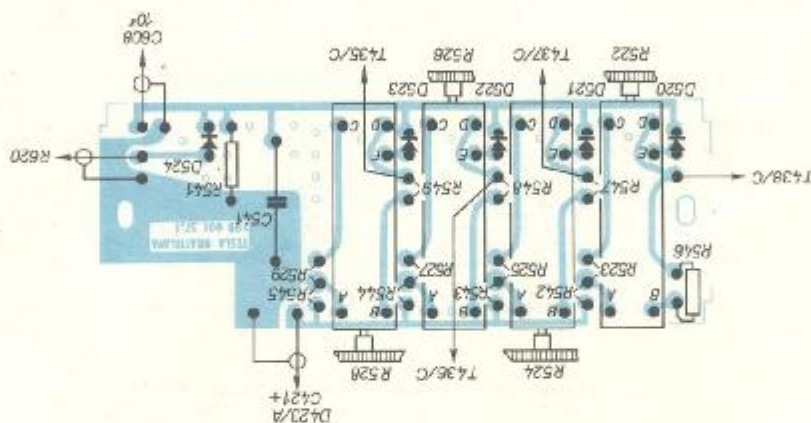 D423/A
C421+
R524
T436/C
R528
B A B A B A B A
R542
R543
R544
R545
R523
R525
R527
R529
R546
TESLA BRATISLAVA
C541
R547
R548
R549
R541
T438/C
D524
R620
E E E E
D C D C D C D C
D520
D521
D522
D523
R522
T437/C
R526
T435/C
C608